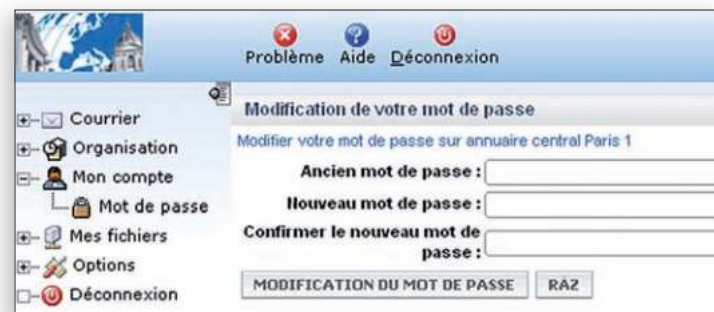 Problème Aide Déconnexion
Courrier
Organisation
Mon compte
Mot de passe
Mes fichiers
Options
Déconnexion
Modification de votre mot de passe
Modifier votre mot de passe sur annuaire central Paris 1
Ancien mot de passe :
Nouveau mot de passe :
Confirmer le nouveau mot de
passe :
MODIFICATION DU MOT DE PASSE RÀZ